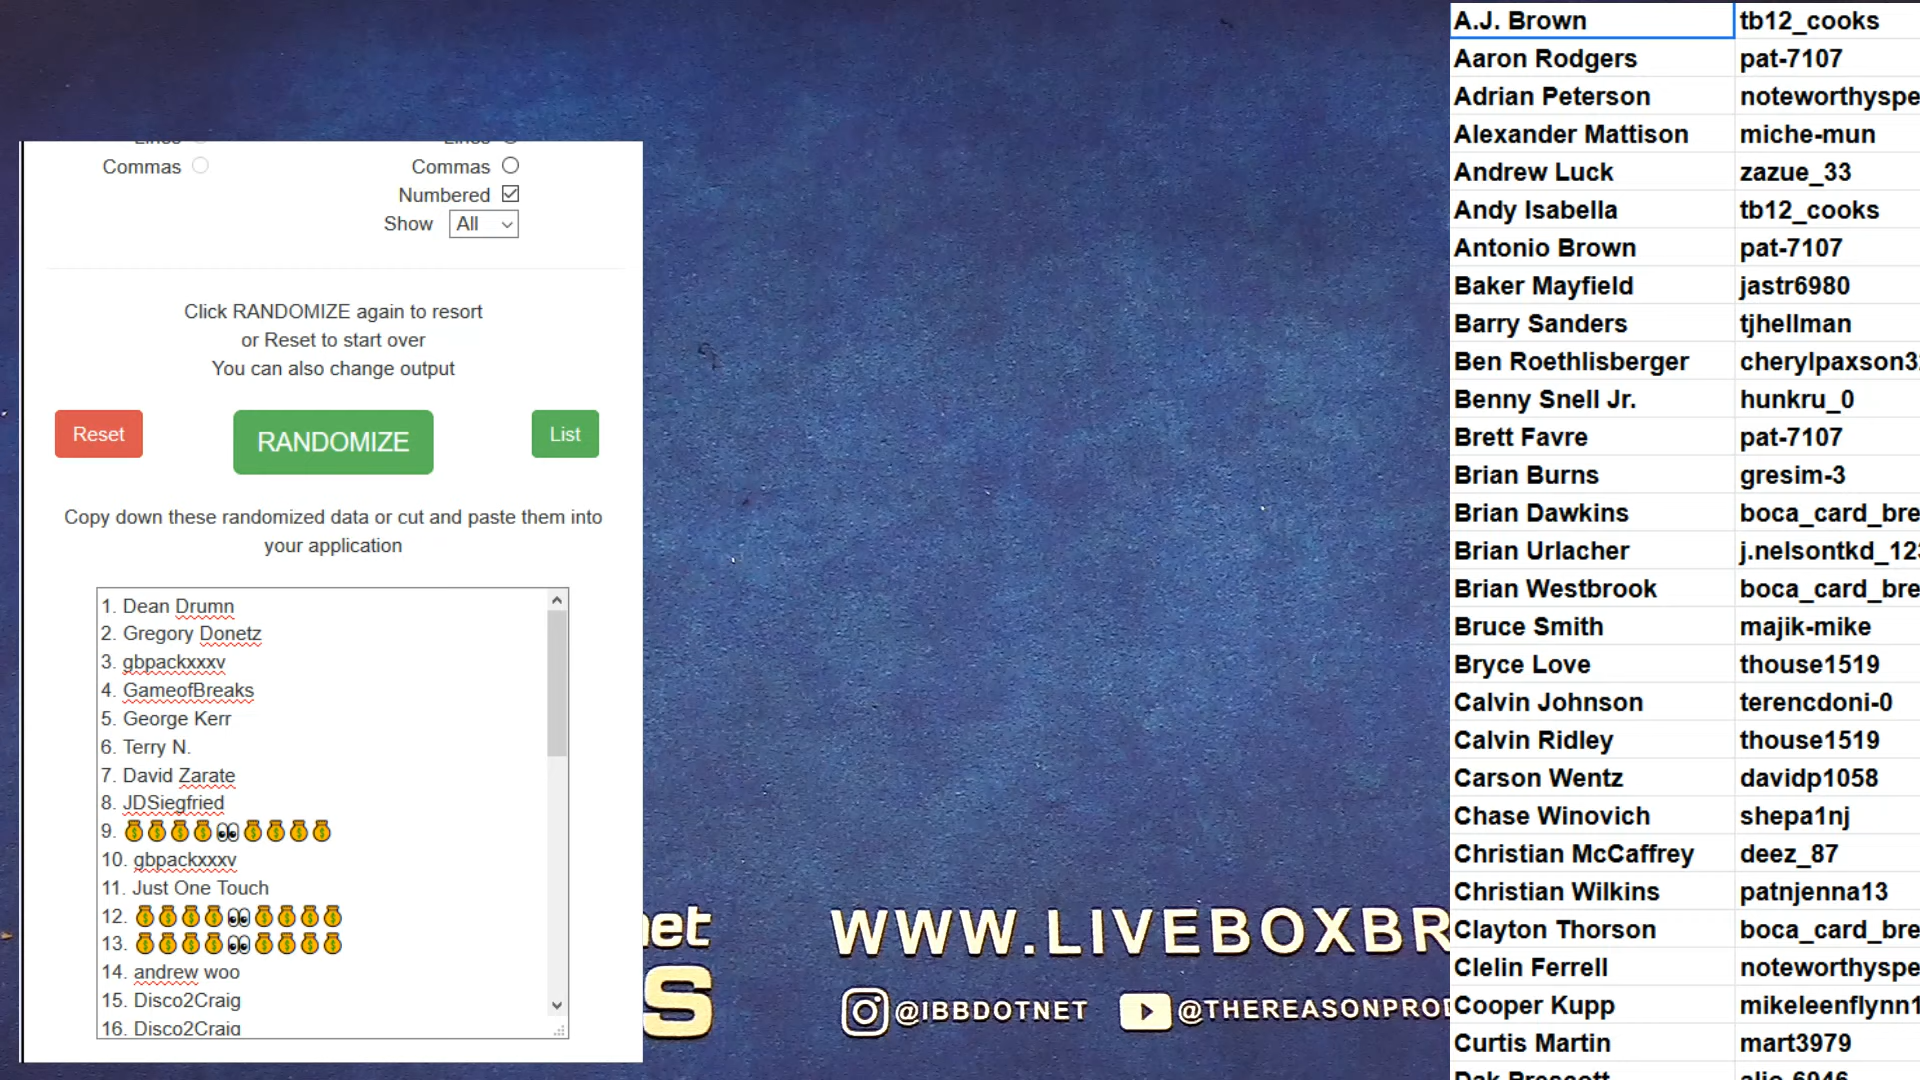 Commas
Commas
Numbered
Show All
Click RANDOMIZE again to resort
or Reset to start over
You can also change output
Reset
RANDOMIZE
List
Copy down these randomized data or cut and paste them into
your application
1. Dean Drumn
2. Gregory Donetz
3. gbpackxxxv
4. GameofBreaks
5. George Kerr
6. Terry N.
7. David Zarate
8. JDSiegfried
9. 💰💰💰💰👀💰💰💰💰
10. gbpackxxxv
11. Just One Touch
12. 💰💰💰💰👀💰💰💰💰
13. 💰💰💰💰👀💰💰💰💰
14. andrew woo
15. Disco2Craig
16. Disco2Craig
net
S
WWW.LIVEBOXBR
@IBBDOTNET
@THEREASONPROD
A.J. Brown tb12_cooks
Aaron Rodgers pat-7107
Adrian Peterson noteworthyspe
Alexander Mattison miche-mun
Andrew Luck zazue_33
Andy Isabella tb12_cooks
Antonio Brown pat-7107
Baker Mayfield jastr6980
Barry Sanders tjhellman
Ben Roethlisberger cherylpaxson3
Benny Snell Jr. hunkru_0
Brett Favre pat-7107
Brian Burns gresim-3
Brian Dawkins boca_card_bre
Brian Urlacher j.nelsontkd_123
Brian Westbrook boca_card_bre
Bruce Smith majik-mike
Bryce Love thouse1519
Calvin Johnson terencdoni-0
Calvin Ridley thouse1519
Carson Wentz davidp1058
Chase Winovich shepa1nj
Christian McCaffrey deez_87
Christian Wilkins patnjenna13
Clayton Thorson boca_card_bre
Clelin Ferrell noteworthyspe
Cooper Kupp mikeleenflynn1
Curtis Martin mart3979
Dak Prescott